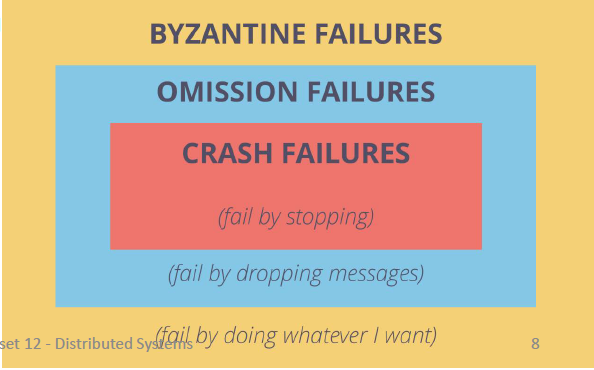 BYZANTINE FAILURES
OMISSION FAILURES
CRASH FAILURES
(fail by stopping)
(fail by dropping messages)
(fail by doing whatever I want)
set 12 - Distributed Systems
8